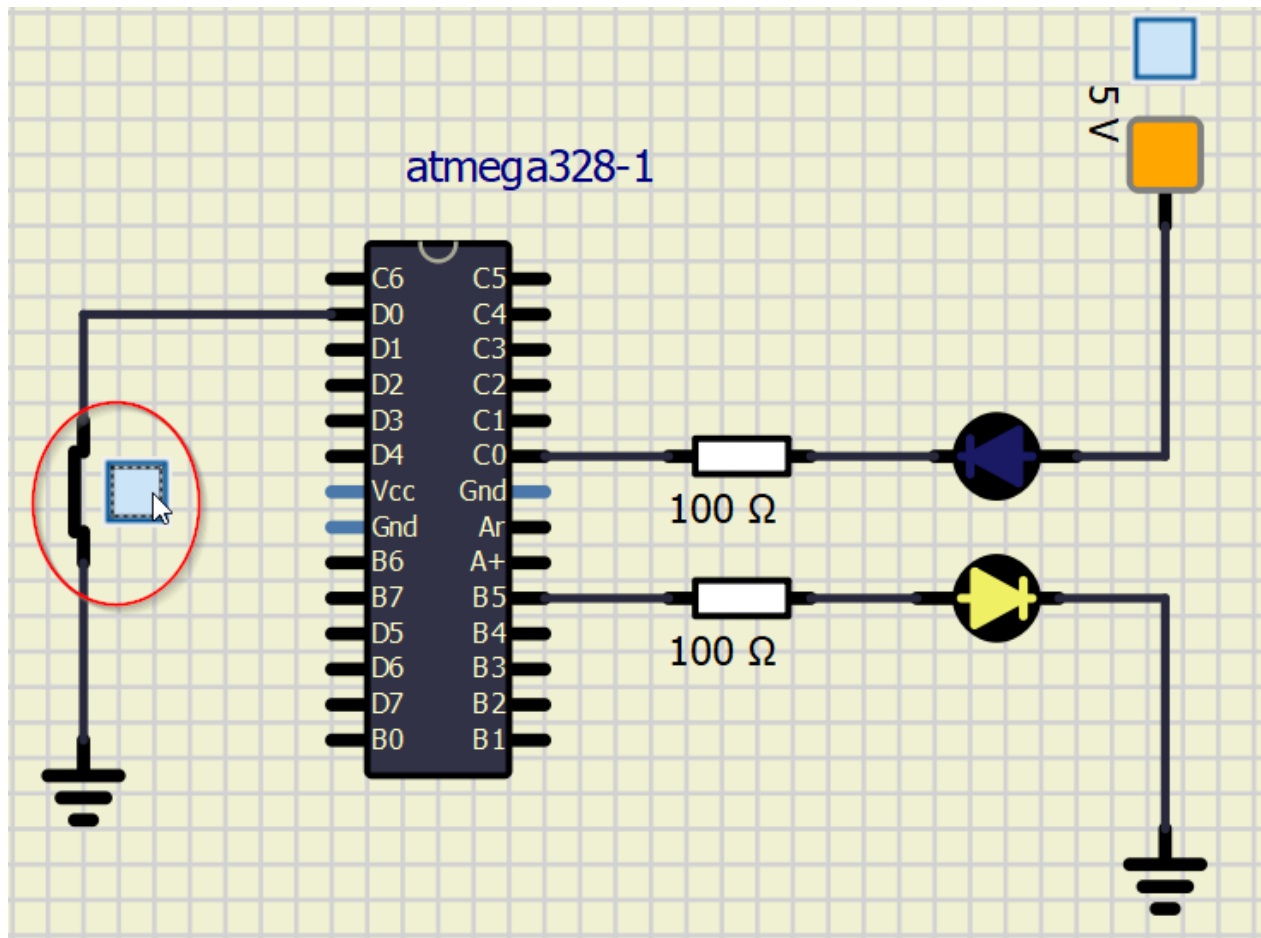 5 V
atmega328-1
C6 C5
D0 C4
D1 C3
D2 C2
D3 C1
D4 C0
Vcc Gnd
Gnd Ar
B6 A+
B7 B5
D5 B4
D6 B3
D7 B2
B0 B1
100 Ω
100 Ω